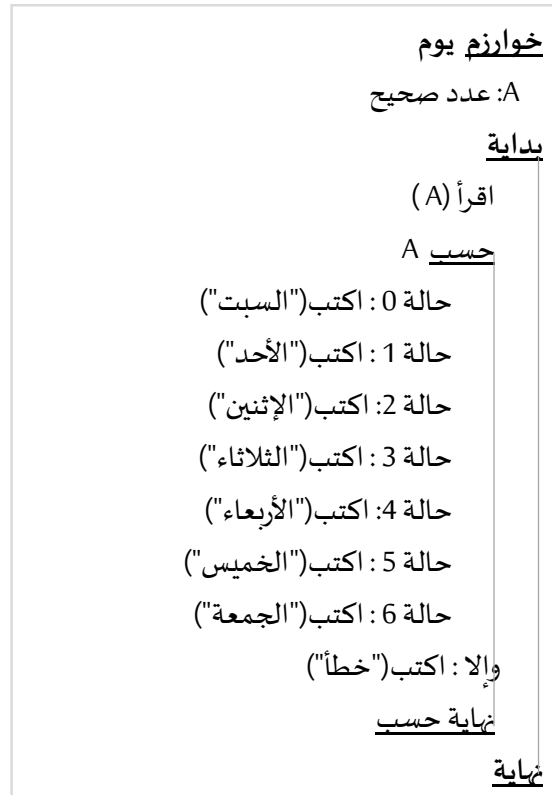 خوارزم يوم
A: عدد صحيح
بداية
اقرأ (A )
حسب A
حالة 0 : اكتب("السبت")
حالة 1 : اكتب("الأحد")
حالة 2: اكتب("الإثنين")
حالة 3 : اكتب("الثلاثاء")
حالة 4: اكتب("الأربعاء")
حالة 5 : اكتب("الخميس")
حالة 6 : اكتب("الجمعة")
وإلا : اكتب("خطأ")
نهاية حسب
نهاية